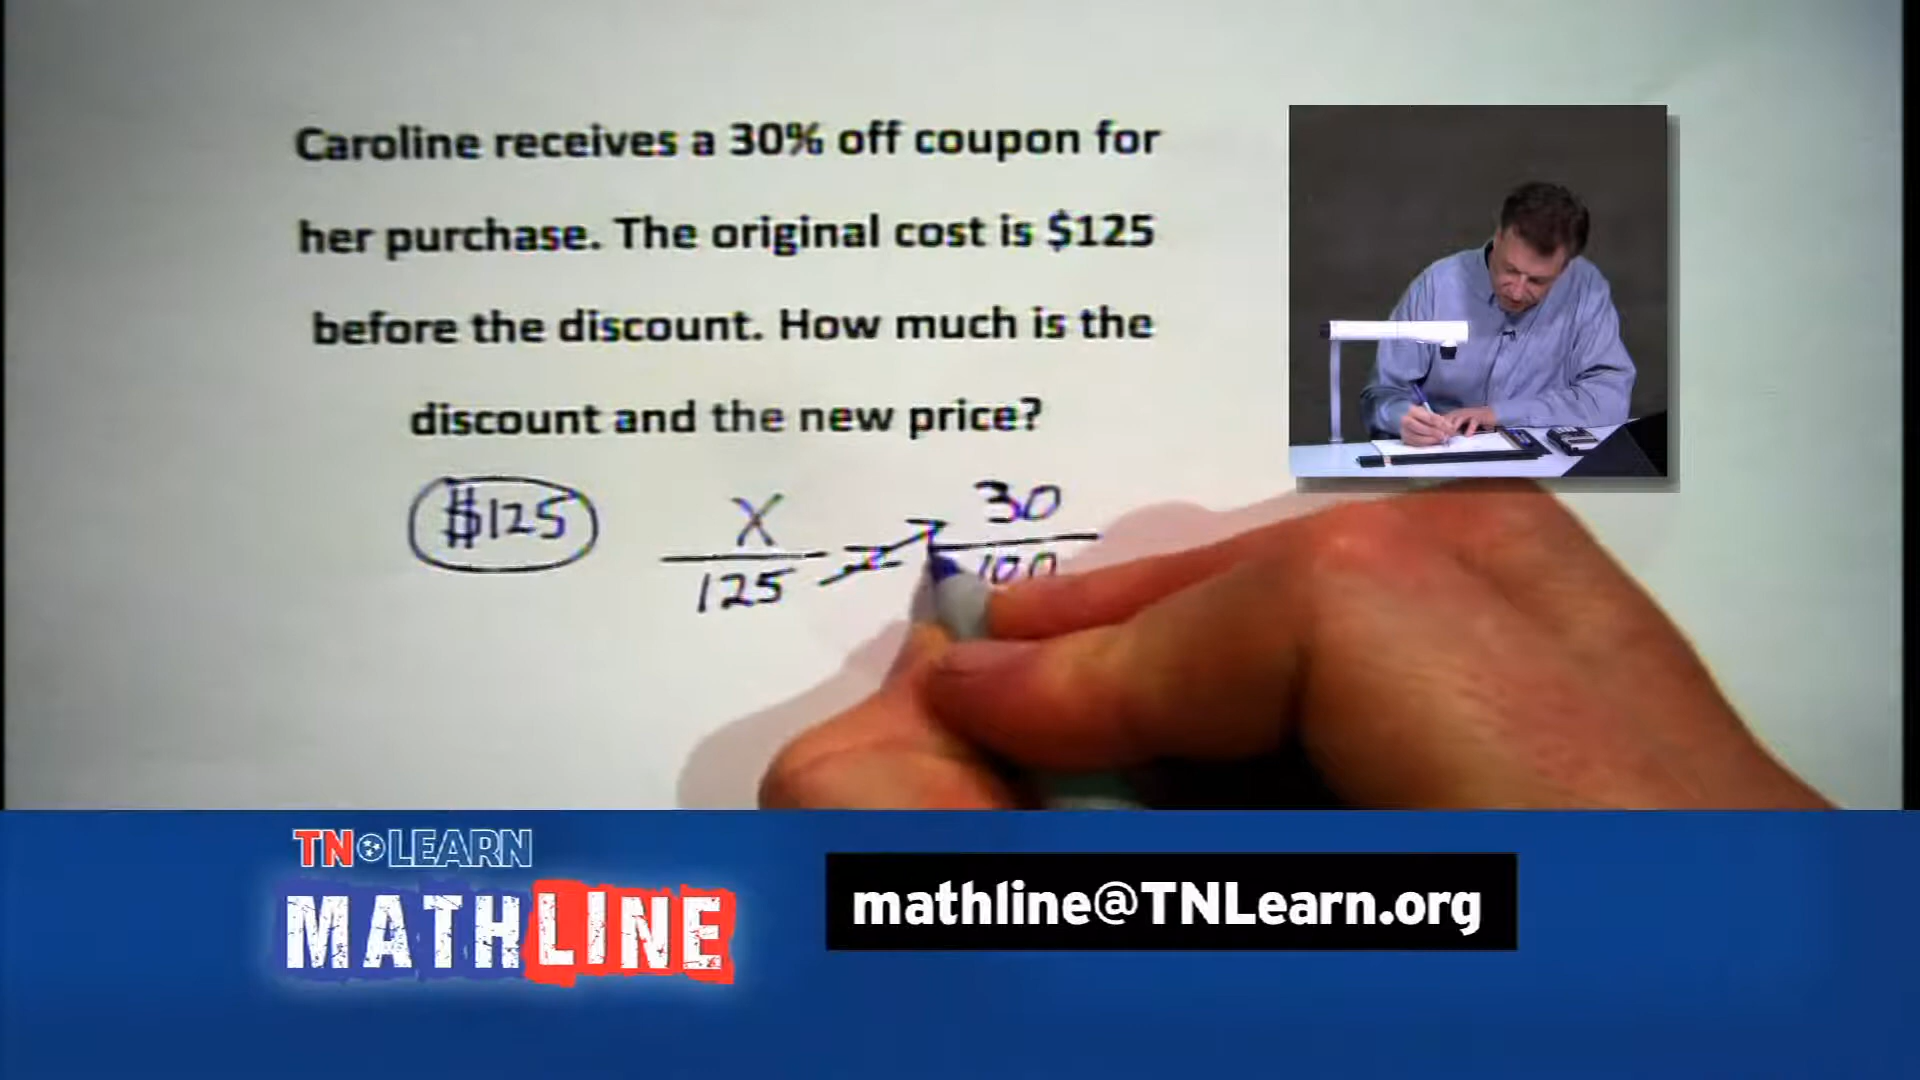 Caroline receives a 30% off coupon for
her purchase. The original cost is $125
before the discount. How much is the
discount and the new price?
$125
X
125
=
30
100
TN LEARN
MATHLINE
mathline@TNLearn.org